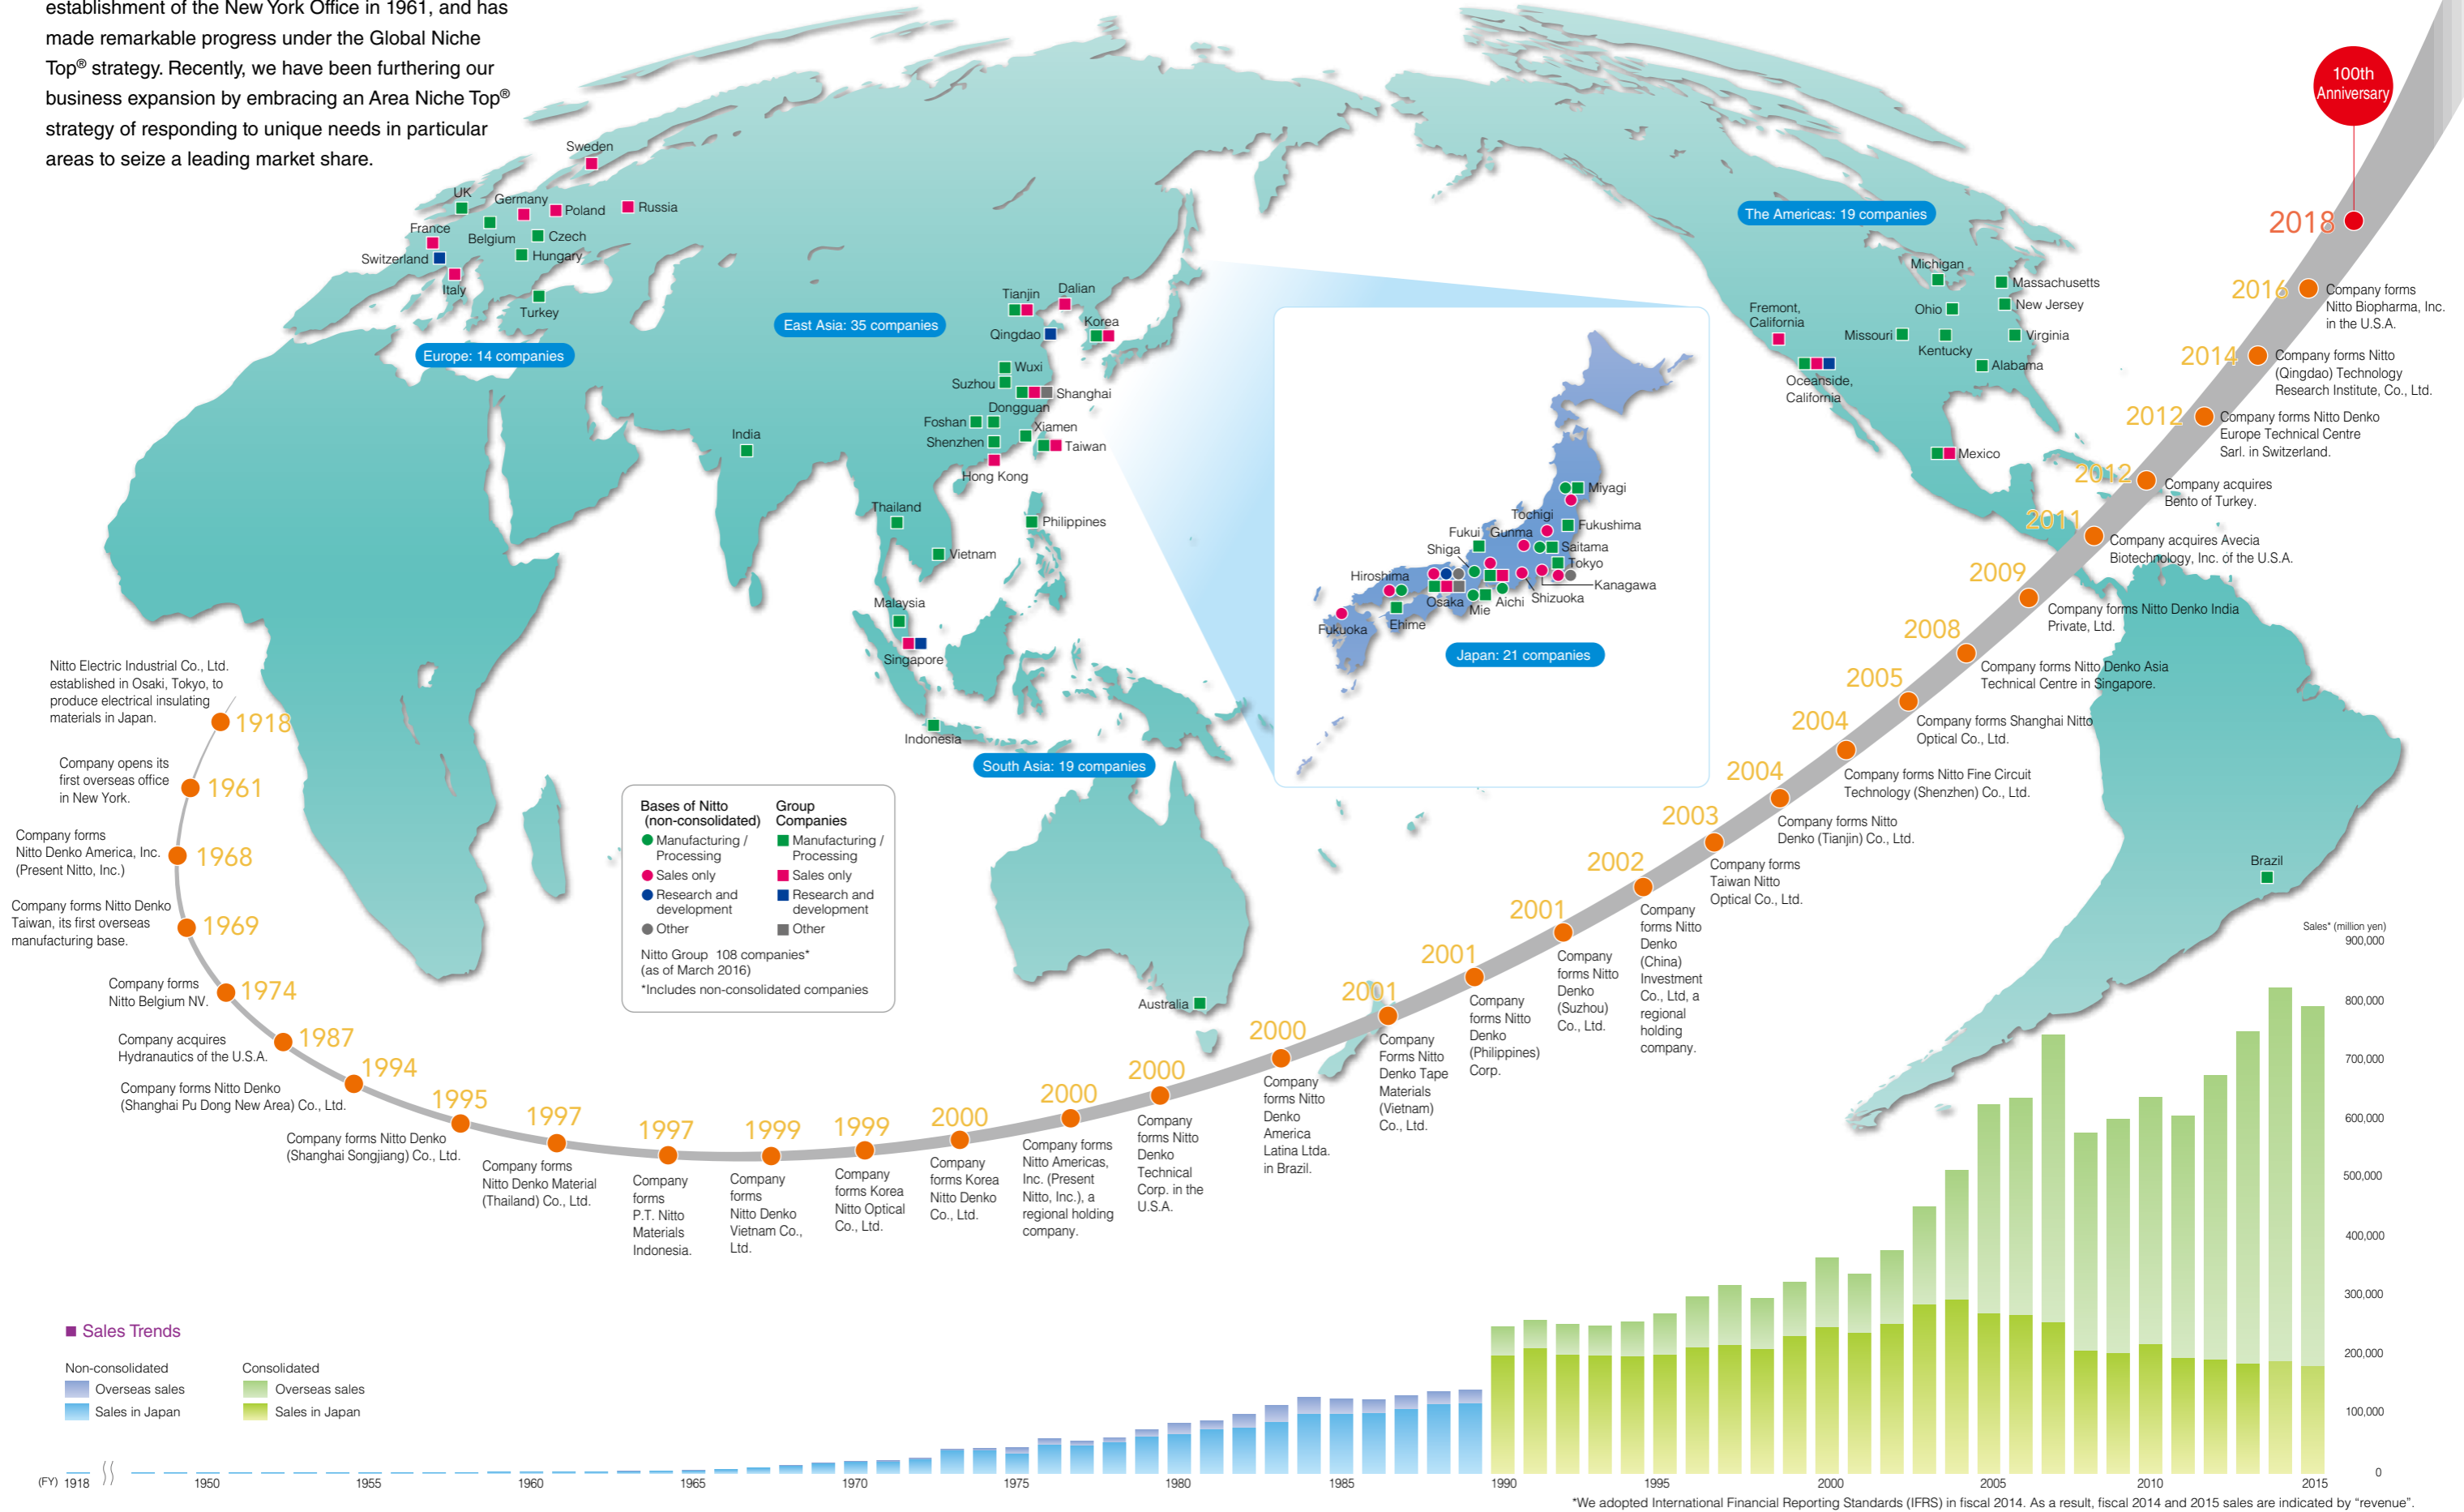 establishment of the New York Office in 1961, and has
made remarkable progress under the Global Niche
Top® strategy. Recently, we have been furthering our
business expansion by embracing an Area Niche Top®
strategy of responding to unique needs in particular
areas to seize a leading market share.
Sweden
UK
Germany
Poland
Russia
France
Belgium
Czech
Switzerland
Hungary
Italy
Turkey
Europe: 14 companies
East Asia: 35 companies
Tianjin
Dalian
Qingdao
Korea
Wuxi
Suzhou
Shanghai
Dongguan
Foshan
Xiamen
Shenzhen
Taiwan
Hong Kong
India
Thailand
Philippines
Vietnam
Malaysia
Singapore
Indonesia
South Asia: 19 companies
Australia
Miyagi
Tochigi
Fukushima
Fukui
Gunma
Saitama
Shiga
Tokyo
Hiroshima
Kanagawa
Osaka
Mie
Aichi
Shizuoka
Fukuoka
Ehime
Japan: 21 companies
The Americas: 19 companies
Michigan
Massachusetts
Ohio
New Jersey
Fremont,
California
Missouri
Kentucky
Virginia
Alabama
Oceanside,
California
Mexico
Brazil
Bases of Nitto
(non-consolidated)
Manufacturing /
Processing
Sales only
Research and
development
Other
Group
Companies
Manufacturing /
Processing
Sales only
Research and
development
Other
Nitto Group 108 companies*
(as of March 2016)
*Includes non-consolidated companies
Nitto Electric Industrial Co., Ltd.
established in Osaki, Tokyo, to
produce electrical insulating
materials in Japan.
1918
Company opens its
first overseas office
in New York.
1961
Company forms
Nitto Denko America, Inc.
(Present Nitto, Inc.)
1968
Company forms Nitto Denko
Taiwan, its first overseas
manufacturing base.
1969
Company forms
Nitto Belgium NV.
1974
Company acquires
Hydranautics of the U.S.A.
1987
1994
Company forms Nitto Denko
(Shanghai Pu Dong New Area) Co., Ltd.
1995
Company forms Nitto Denko
(Shanghai Songjiang) Co., Ltd.
1997
Company forms
Nitto Denko Material
(Thailand) Co., Ltd.
1997
Company
forms
P.T. Nitto
Materials
Indonesia.
1999
Company
forms
Nitto Denko
Vietnam Co.,
Ltd.
1999
Company
forms Korea
Nitto Optical
Co., Ltd.
2000
Company
forms Korea
Nitto Denko
Co., Ltd.
2000
Company forms
Nitto Americas,
Inc. (Present
Nitto, Inc.), a
regional holding
company.
2000
Company
forms Nitto
Denko
Technical
Corp. in the
U.S.A.
2000
Company
forms Nitto
Denko
America
Latina Ltda.
in Brazil.
2001
Company
Forms Nitto
Denko Tape
Materials
(Vietnam)
Co., Ltd.
2001
Company
forms Nitto
Denko
(Philippines)
Corp.
2001
Company
forms Nitto
Denko
(Suzhou)
Co., Ltd.
2002
Company
forms Nitto
Denko
(China)
Investment
Co., Ltd, a
regional
holding
company.
2003
Company forms
Taiwan Nitto
Optical Co., Ltd.
2004
Company forms Nitto
Denko (Tianjin) Co., Ltd.
2004
Company forms Nitto Fine Circuit
Technology (Shenzhen) Co., Ltd.
2005
Company forms Shanghai Nitto
Optical Co., Ltd.
2008
Company forms Nitto Denko Asia
Technical Centre in Singapore.
2009
Company forms Nitto Denko India
Private, Ltd.
2011
Company acquires Avecia
Biotechnology, Inc. of the U.S.A.
2012
Company acquires
Bento of Turkey.
2012
Company forms Nitto Denko
Europe Technical Centre
Sarl. in Switzerland.
2014
Company forms Nitto
(Qingdao) Technology
Research Institute, Co., Ltd.
2016
Company forms
Nitto Biopharma, Inc.
in the U.S.A.
2018
100th
Anniversary
Sales Trends
Non-consolidated
Overseas sales
Sales in Japan
Consolidated
Overseas sales
Sales in Japan
Sales* (million yen)
900,000
800,000
700,000
600,000
500,000
400,000
300,000
200,000
100,000
0
(FY) 1918 1950 1955 1960 1965 1970 1975 1980 1985 1990 1995 2000 2005 2010 2015
*We adopted International Financial Reporting Standards (IFRS) in fiscal 2014. As a result, fiscal 2014 and 2015 sales are indicated by “revenue”.